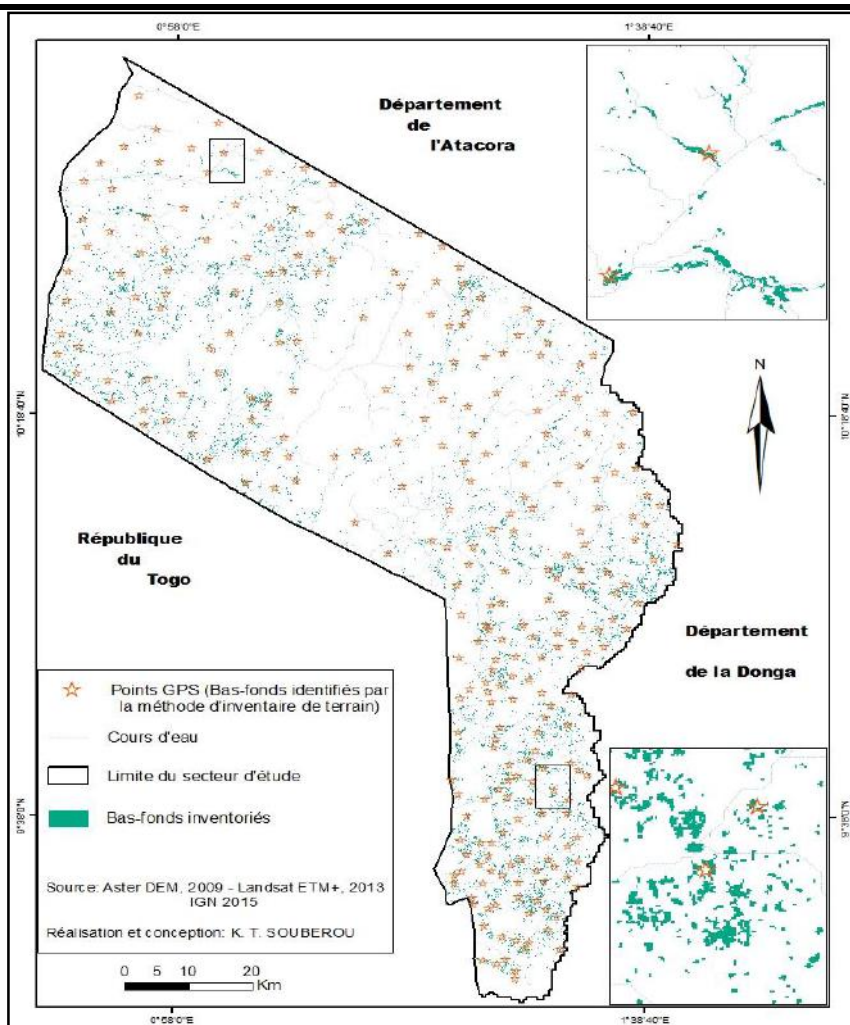 0°58'0"E
1°38'40"E
Département
de
l'Atacora
N
10°18'40"N
10°18'40"N
République
du
Togo
Département
de la Donga
Points GPS (Bas-fonds identifiés par
la méthode d'inventaire de terrain)
Cours d'eau
Limite du secteur d'étude
Bas-fonds inventoriés
9°38'0"N
9°38'0"N
Source: Aster DEM, 2009 - Landsat ETM+, 2013
IGN 2015
Réalisation et conception: K. T. SOUBEROU
0 5 10 20
Km
0°58'0"E
1°38'40"E